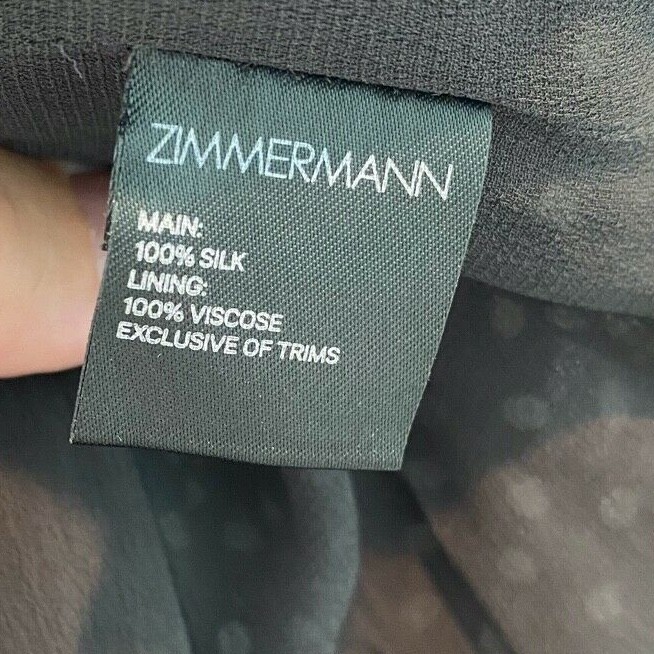 ZIMMERMANN
MAIN:
100% SILK
LINING:
100% VISCOSE
EXCLUSIVE OF TRIMS